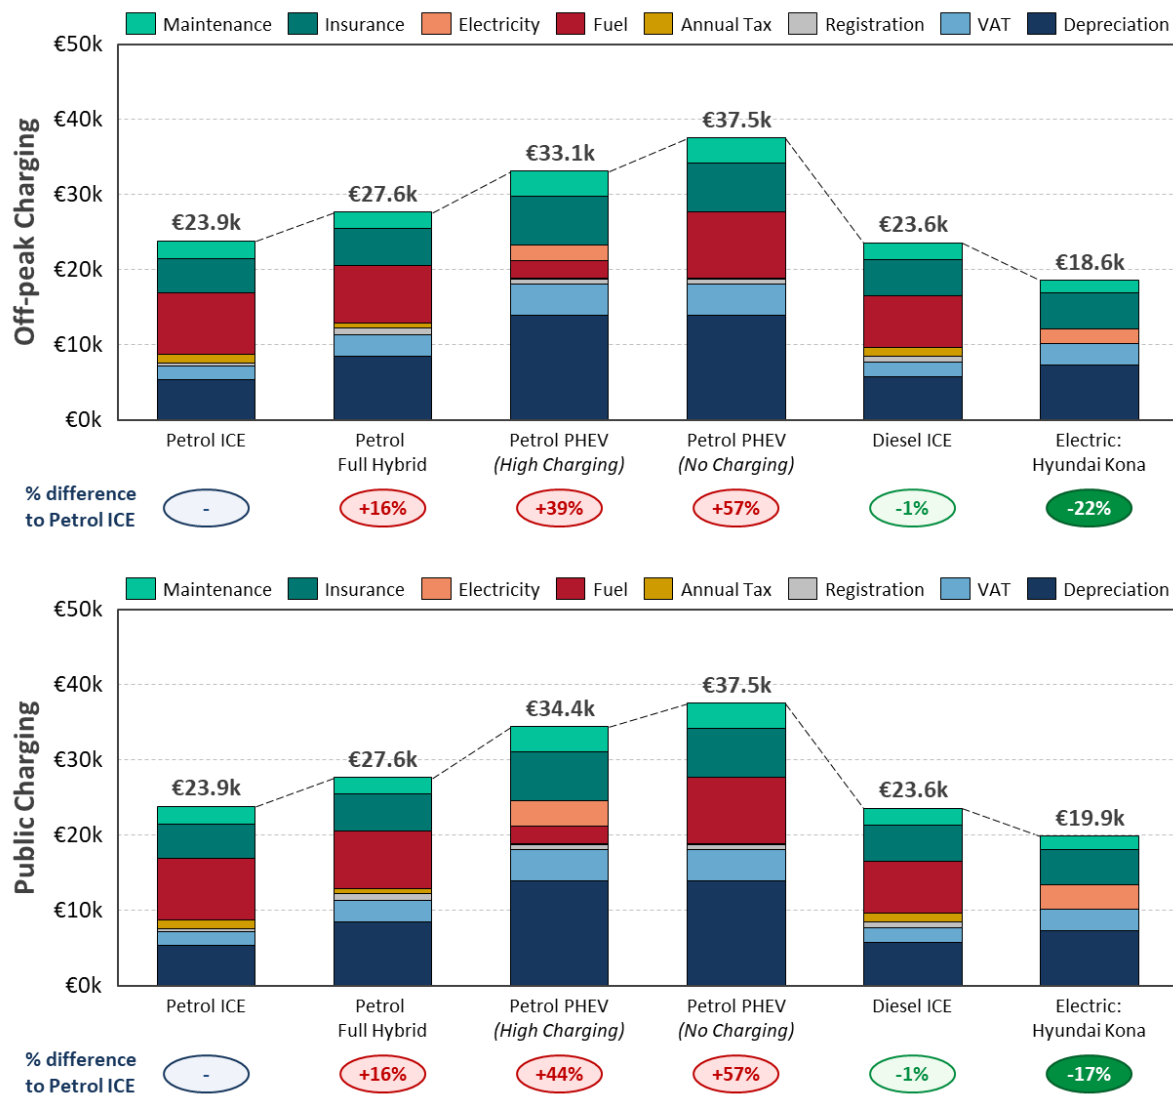 Maintenance Insurance Electricity Fuel Annual Tax Registration VAT Depreciation
€50k
€40k
€30k
€20k
€10k
€0k
Off-peak Charging
€23.9k
€27.6k
€33.1k
€37.5k
€23.6k
€18.6k
Petrol ICE
Petrol
Full Hybrid
Petrol PHEV
(High Charging)
Petrol PHEV
(No Charging)
Diesel ICE
Electric:
Hyundai Kona
% difference
to Petrol ICE
-
+16%
+39%
+57%
-1%
-22%
Maintenance Insurance Electricity Fuel Annual Tax Registration VAT Depreciation
€50k
€40k
€30k
€20k
€10k
€0k
Public Charging
€23.9k
€27.6k
€34.4k
€37.5k
€23.6k
€19.9k
Petrol ICE
Petrol
Full Hybrid
Petrol PHEV
(High Charging)
Petrol PHEV
(No Charging)
Diesel ICE
Electric:
Hyundai Kona
% difference
to Petrol ICE
-
+16%
+44%
+57%
-1%
-17%